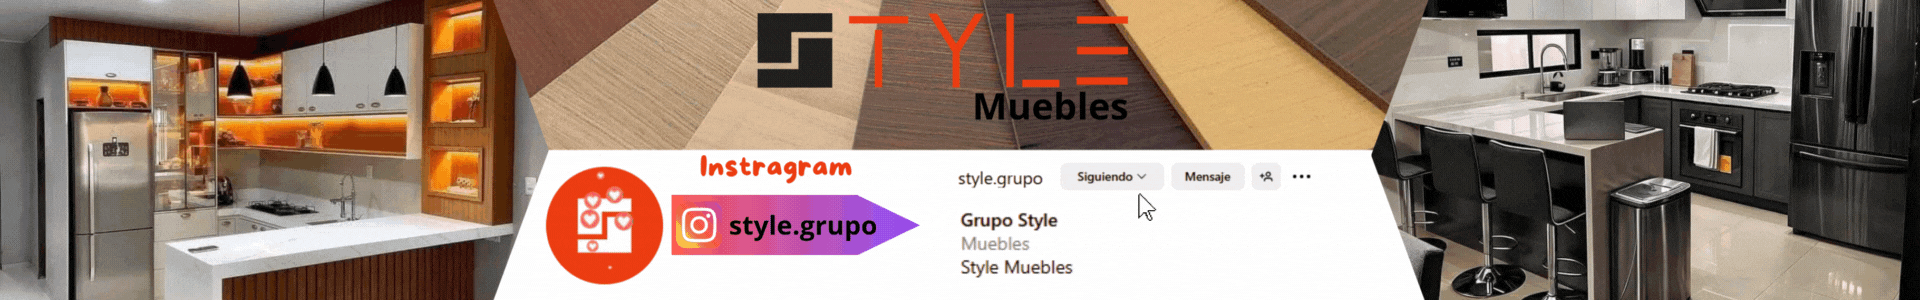 STYLE
Muebles
Instragram
style.grupo
style.grupo Siguiendo Mensaje
Grupo Style
Muebles
Style Muebles